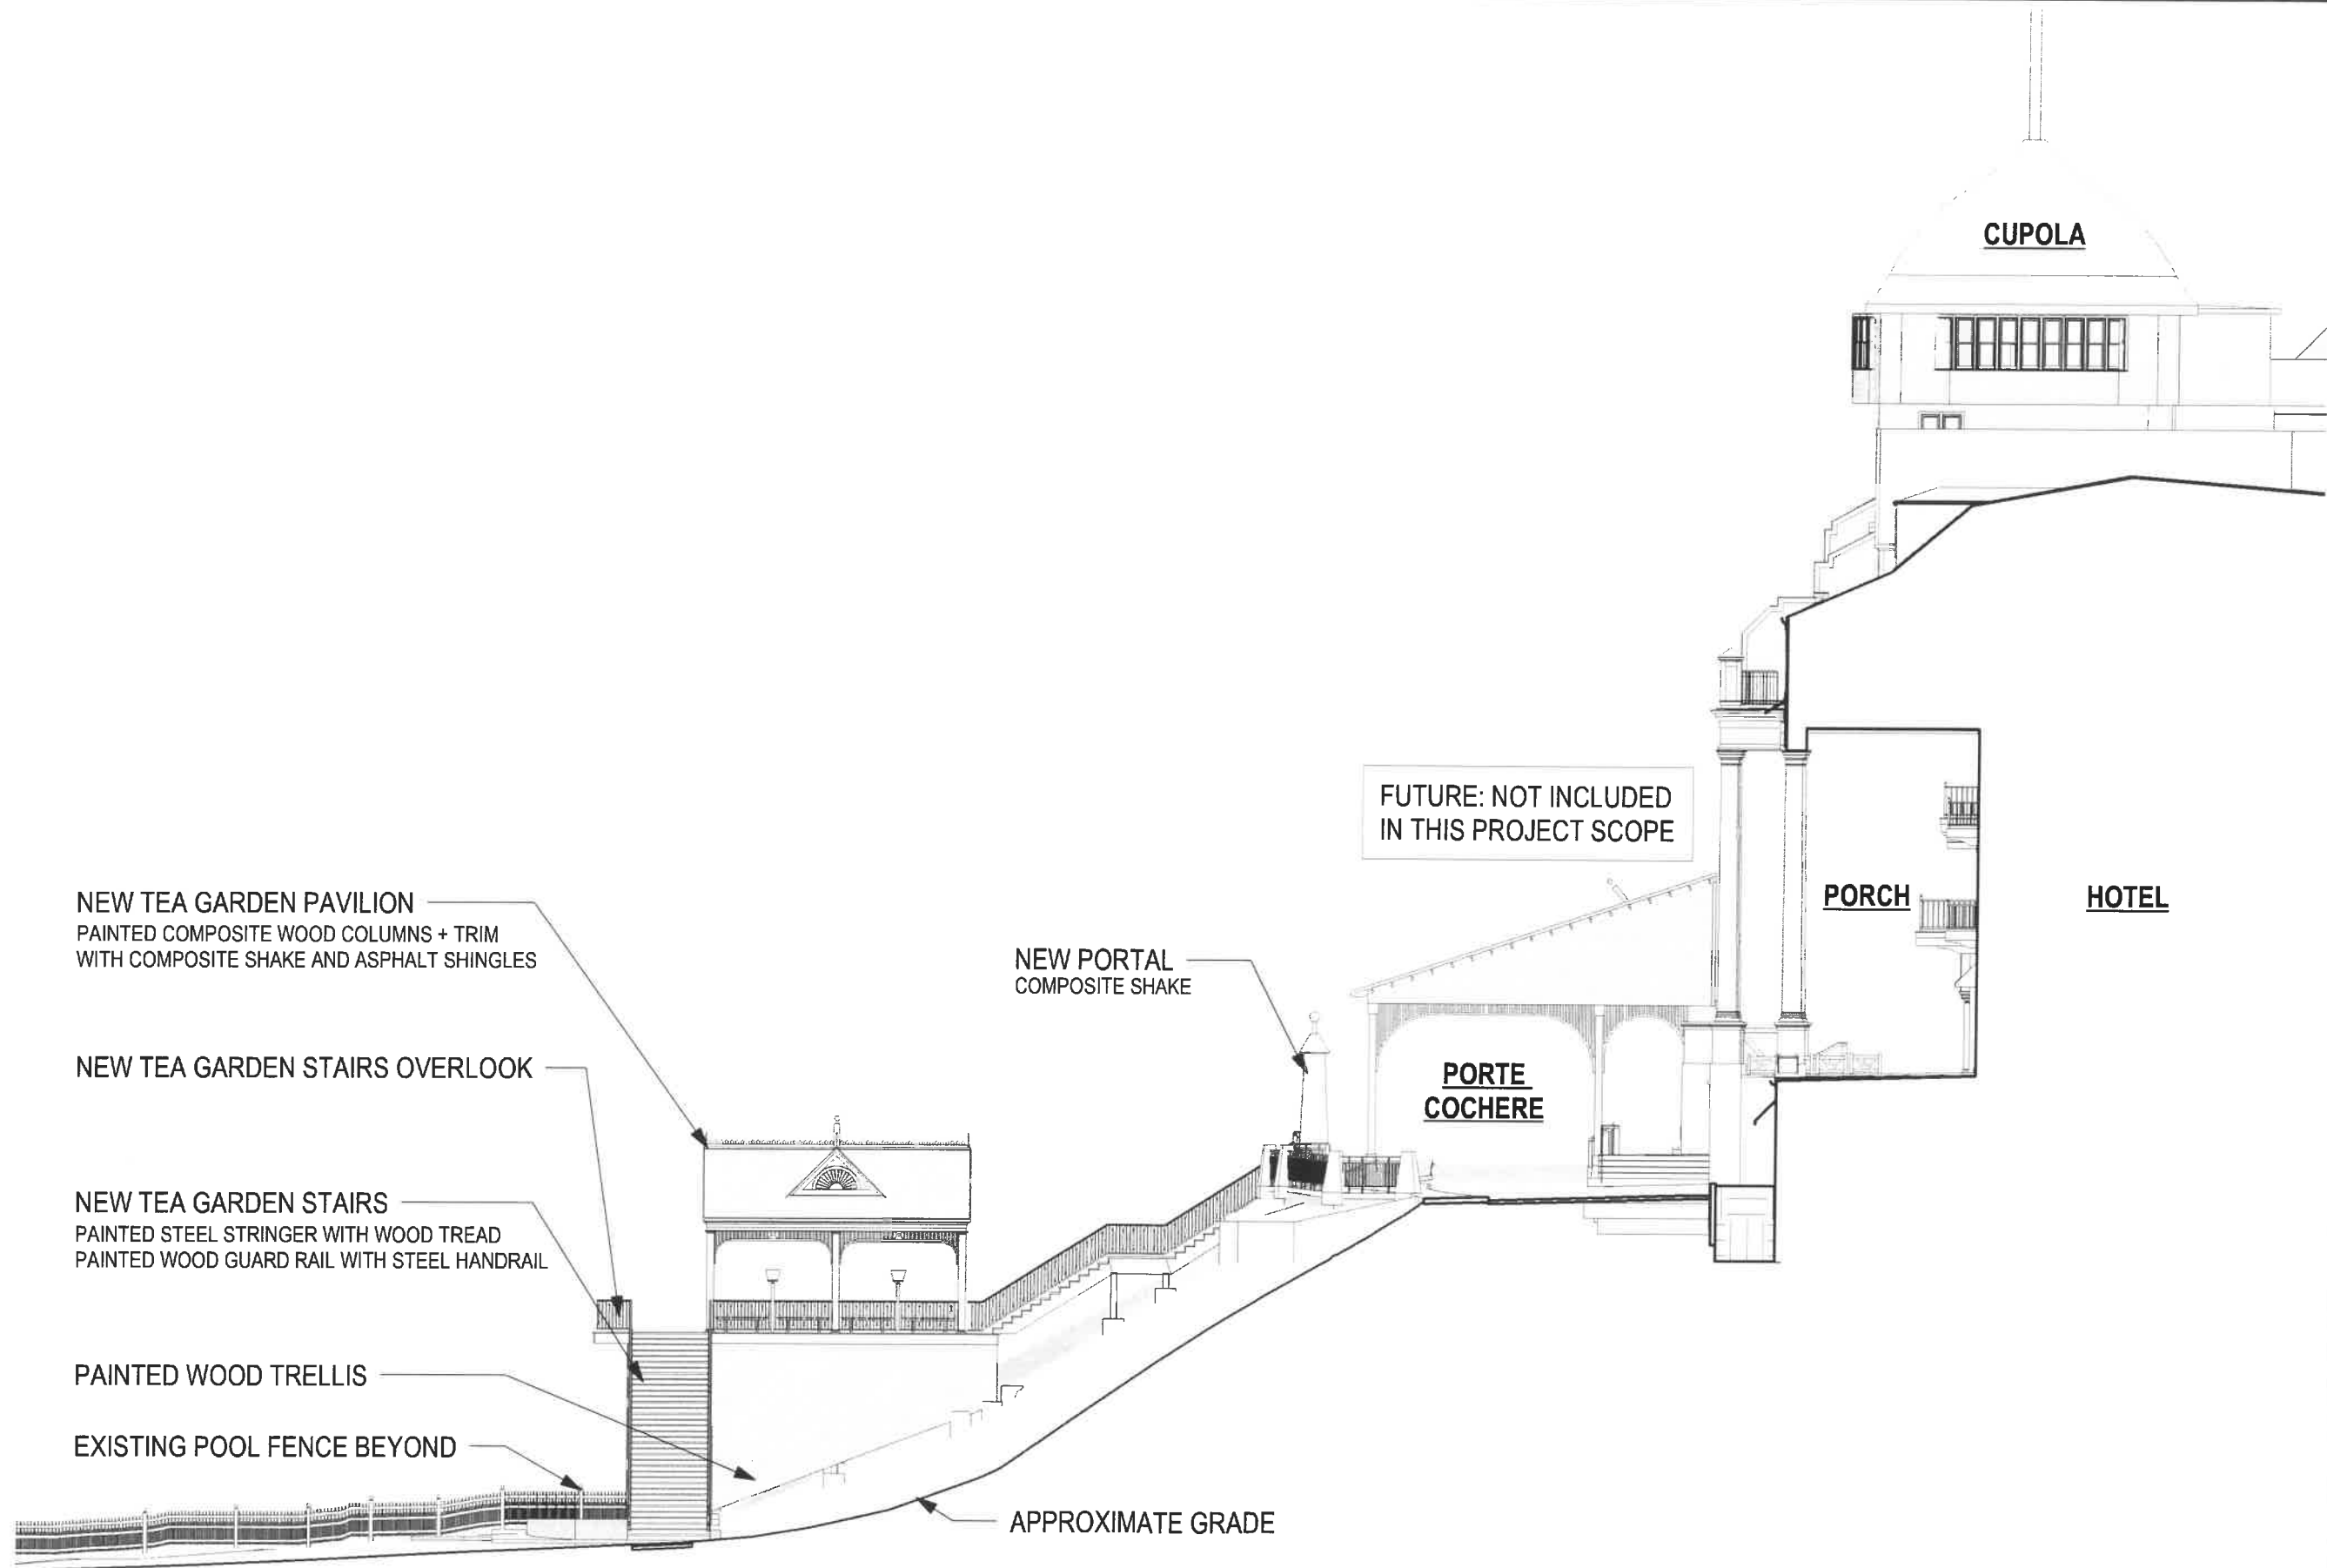 CUPOLA
FUTURE: NOT INCLUDED
IN THIS PROJECT SCOPE
PORCH
HOTEL
NEW TEA GARDEN PAVILION
PAINTED COMPOSITE WOOD COLUMNS + TRIM
WITH COMPOSITE SHAKE AND ASPHALT SHINGLES
NEW PORTAL
COMPOSITE SHAKE
NEW TEA GARDEN STAIRS OVERLOOK
PORTE
COCHERE
NEW TEA GARDEN STAIRS
PAINTED STEEL STRINGER WITH WOOD TREAD
PAINTED WOOD GUARD RAIL WITH STEEL HANDRAIL
PAINTED WOOD TRELLIS
EXISTING POOL FENCE BEYOND
APPROXIMATE GRADE